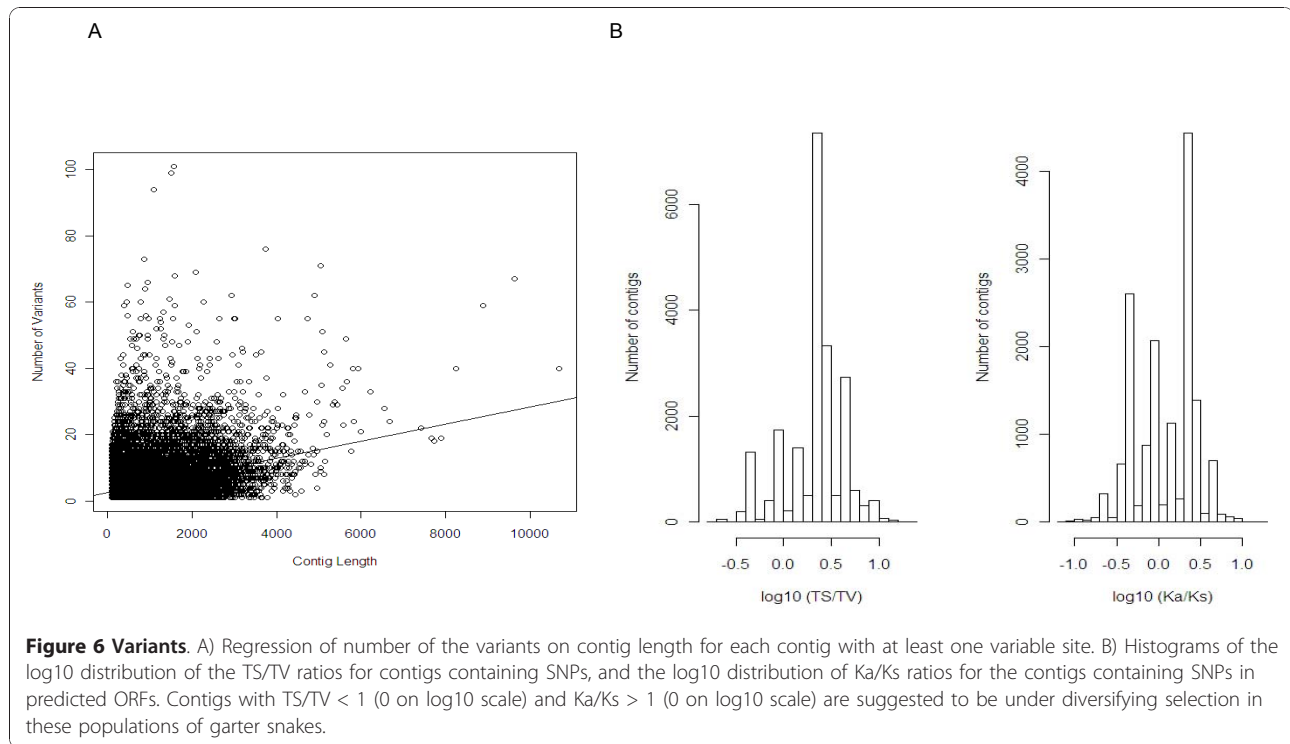 A
B
Number of Variants
0
20
40
60
80
100
0
2000
4000
6000
8000
10000
Contig Length
Number of contigs
0
2000
4000
6000
-0.5
0.0
0.5
1.0
log10 (TS/TV)
Number of contigs
0
1000
2000
3000
4000
-1.0
-0.5
0.0
0.5
1.0
log10 (Ka/Ks)
Figure 6 Variants. A) Regression of number of the variants on contig length for each contig with at least one variable site. B) Histograms of the
log10 distribution of the TS/TV ratios for contigs containing SNPs, and the log10 distribution of Ka/Ks ratios for the contigs containing SNPs in
predicted ORFs. Contigs with TS/TV < 1 (0 on log10 scale) and Ka/Ks > 1 (0 on log10 scale) are suggested to be under diversifying selection in
these populations of garter snakes.